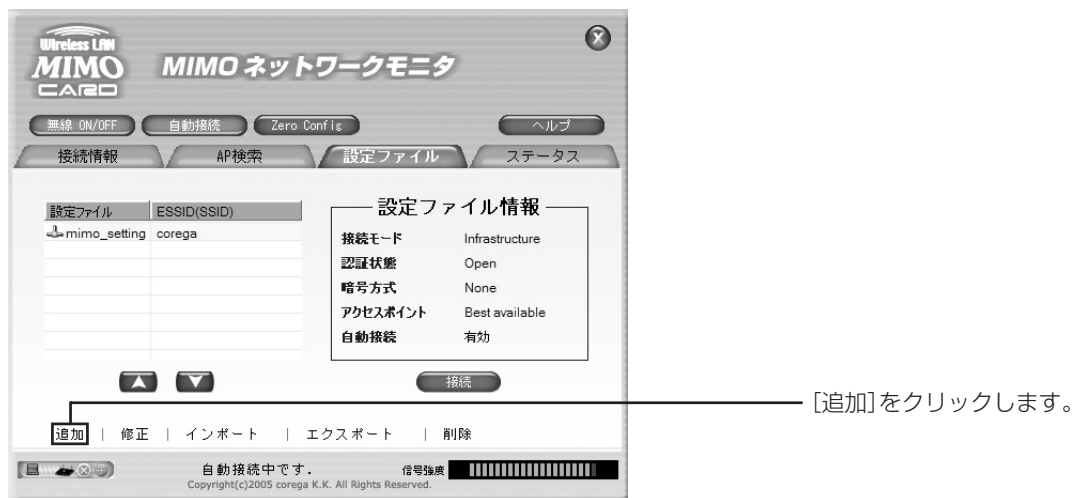 Wireless LAN
MIMO
CARD
MIMO ネットワークモニタ
無線 ON/OFF 自動接続 Zero Config ヘルプ
接続情報 AP検索 設定ファイル ステータス
設定ファイル ESSID(SSID)
mimo_setting corega
設定ファイル情報
接続モード Infrastructure
認証状態 Open
暗号方式 None
アクセスポイント Best available
自動接続 有効
接続
[追加]をクリックします。
追加 | 修正 | インポート | エクスポート | 削除
自動接続中です. 信号強度
Copyright(c)2005 corega K.K. All Rights Reserved.